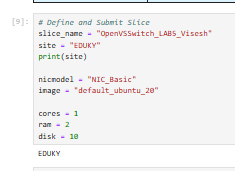 [9]:
# Define and Submit Slice
slice_name = "OpenVSSwitch_LAB5_Visesh"
site = "EDUKY"
print(site)
nicmodel = "NIC_Basic"
image = "default_ubuntu_20"
cores = 1
ram = 2
disk = 10
EDUKY